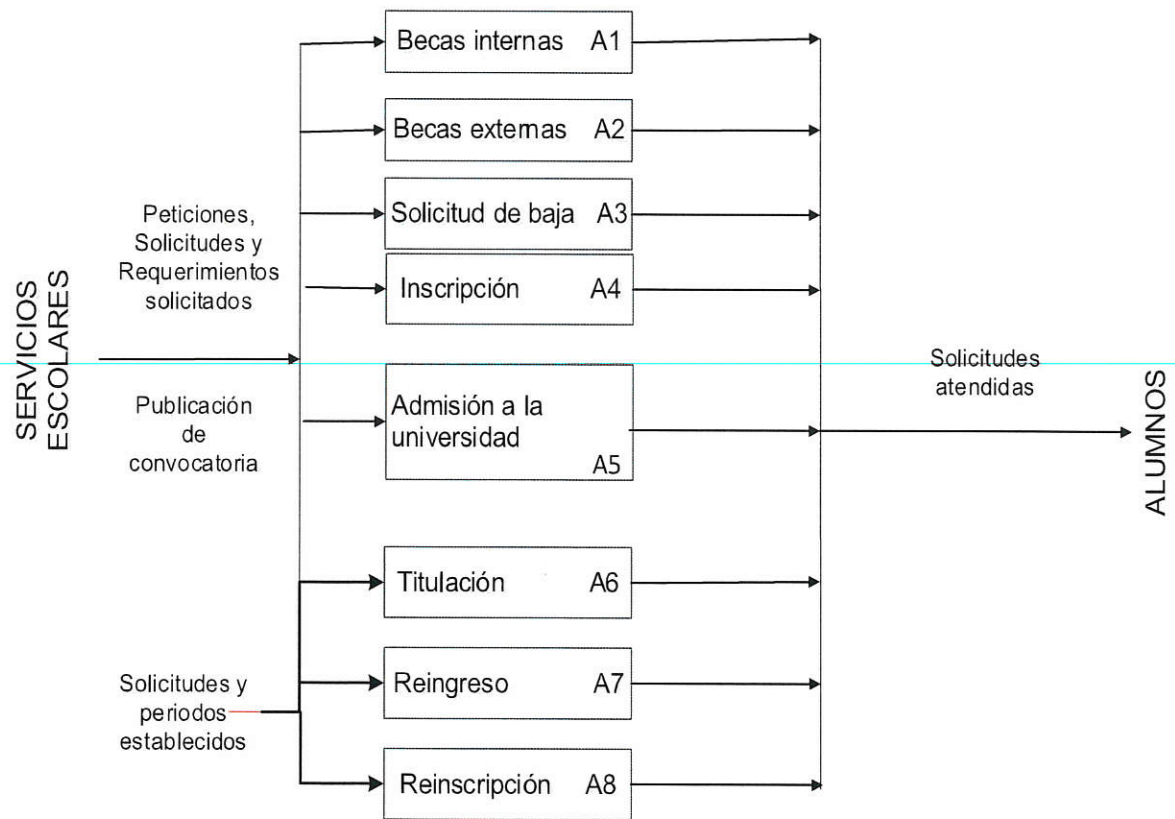 Becas internas A1
Becas externas A2
Solicitud de baja A3
Inscripción A4
Admisión a la
universidad
A5
Titulación A6
Reingreso A7
Reinscripción A8
SERVICIOS
ESCOLARES
Peticiones,
Solicitudes y
Requerimientos
solicitados
Publicación
de
convocatoria
Solicitudes y
periodos
establecidos
Solicitudes
atendidas
ALUMNOS